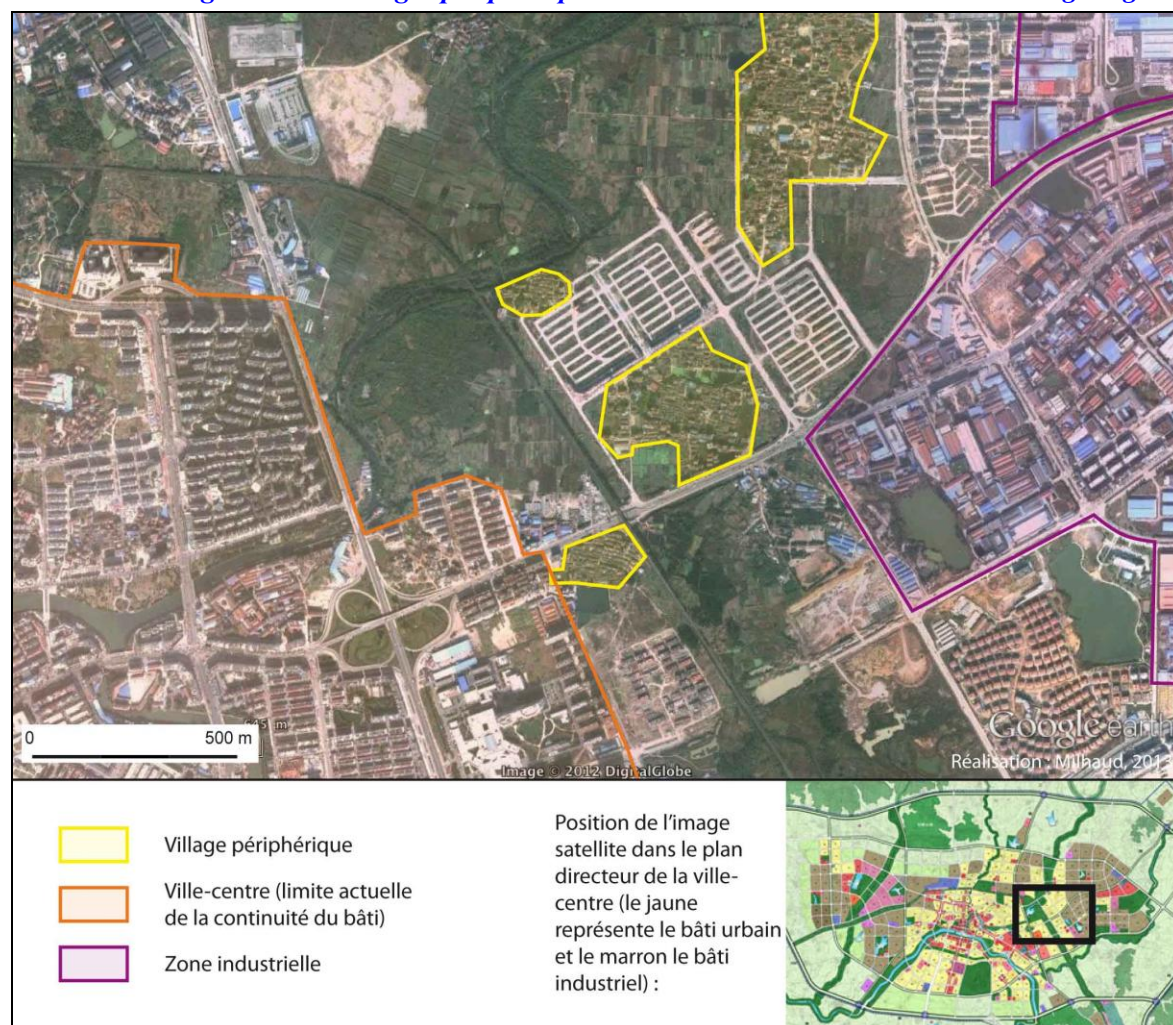 0 500 m
Image © 2012 DigitalGlobe
Google earth
Réalisation : Milhaud, 2013
Village périphérique
Ville-centre (limite actuelle
de la continuité du bâti)
Zone industrielle
Position de l'image
satellite dans le plan
directeur de la ville-
centre (le jaune
représente le bâti urbain
et le marron le bâti
industriel) :